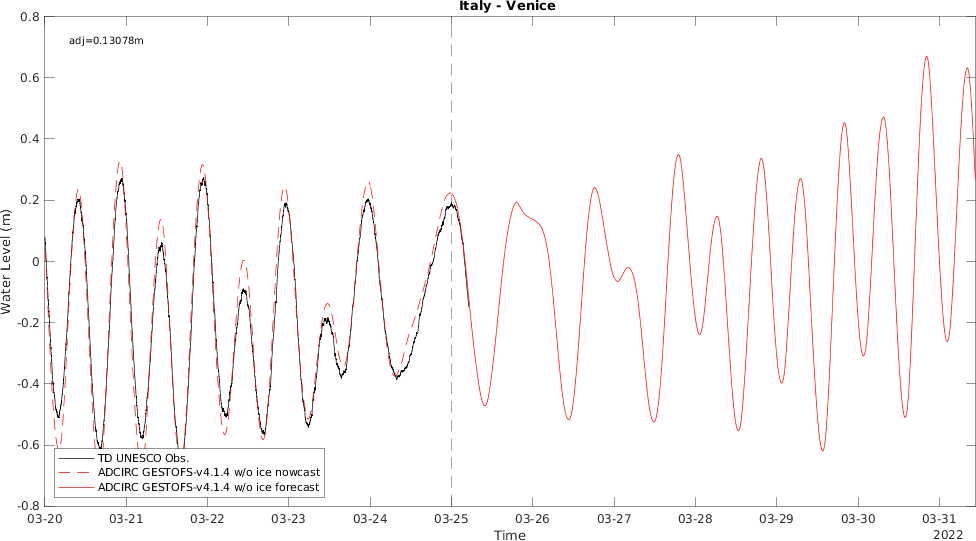 Italy - Venice
adj=0.13078m
Water Level (m)
0.8
0.6
0.4
0.2
0
-0.2
-0.4
-0.6
-0.8
TD UNESCO Obs.
ADCIRC GESTOFS-v4.1.4 w/o ice nowcast
ADCIRC GESTOFS-v4.1.4 w/o ice forecast
03-20 03-21 03-22 03-23 03-24 03-25 03-26 03-27 03-28 03-29 03-30 03-31
Time
2022